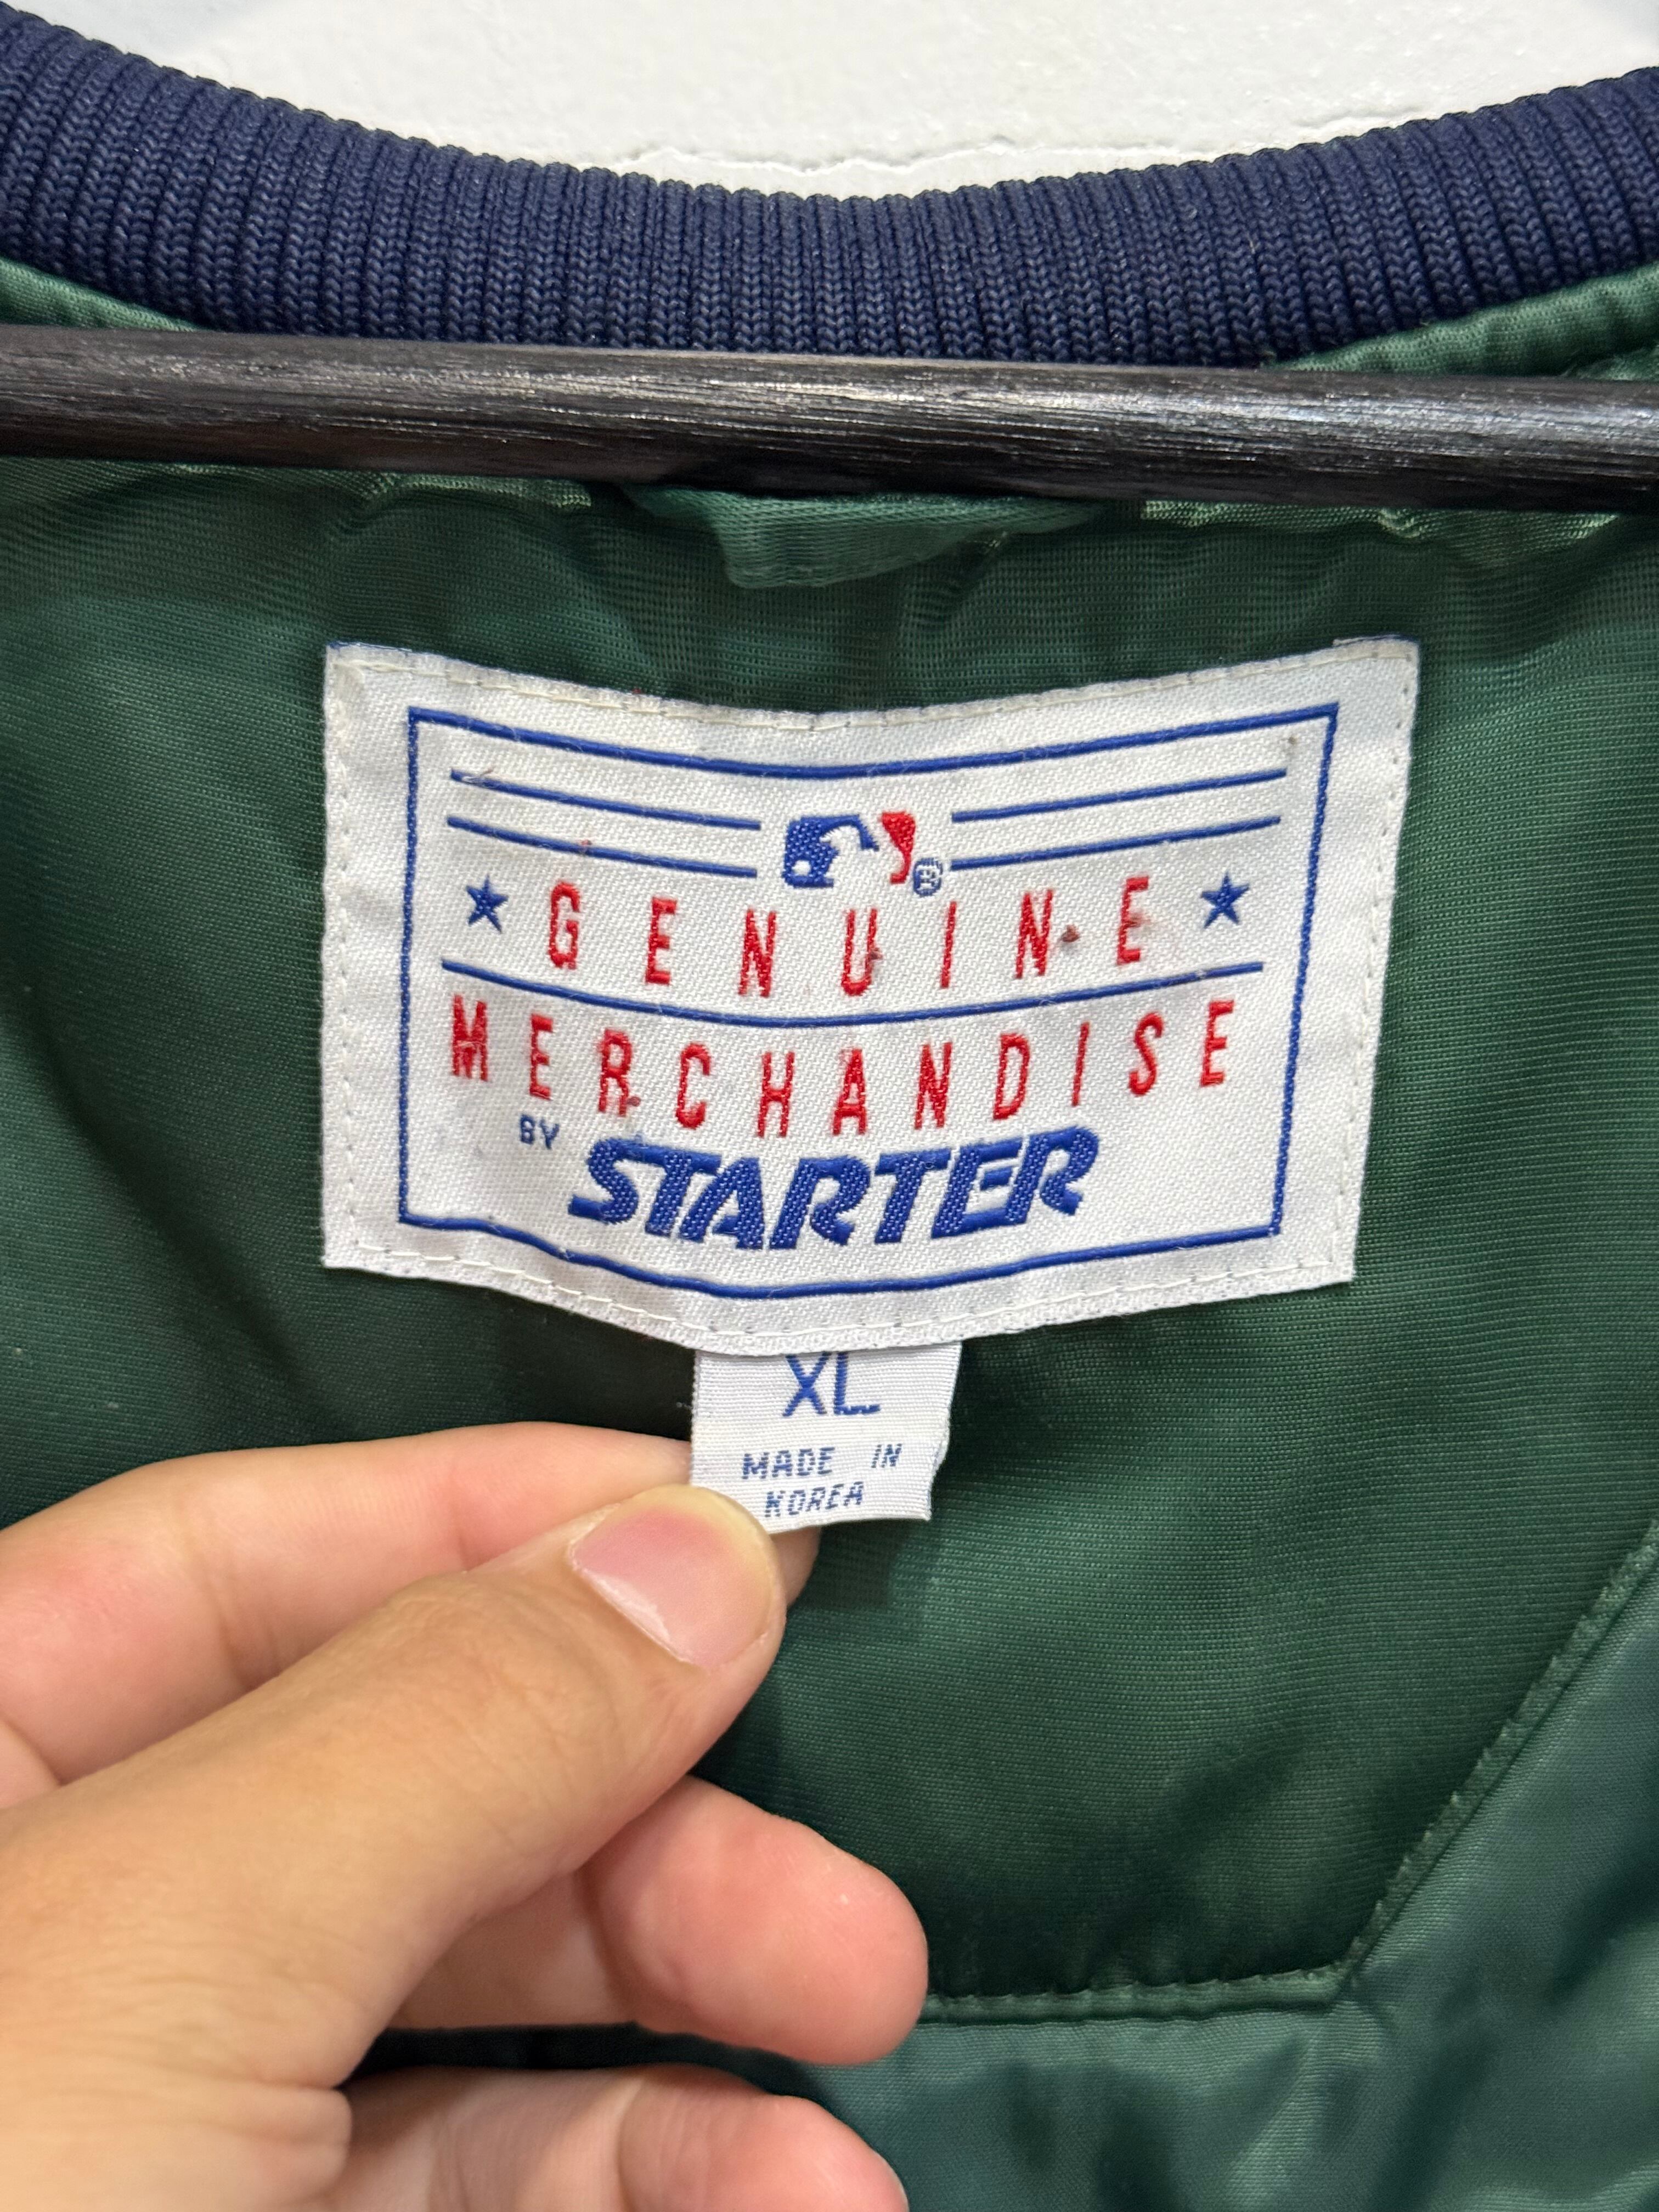 ®
GENUINE
MERCHANDISE
BY STARTER
XL
MADE IN
KOREA